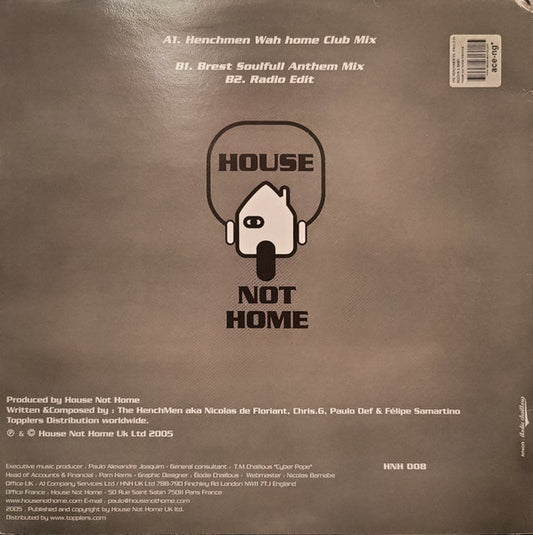 A1. Henchmen Wah home Club Mix
B1. Brest Soulfull Anthem Mix
B2. Radio Edit
ace-ng*
HOUSE
NOT
HOME
Produced by House Not Home
Written &Composed by : The HenchMen aka Nicolas de Floriant, Chris.G, Paulo Def & Félipe Samartino
Topplers Distribution worldwide.
℗ & © House Not Home Uk Ltd 2005
Executive music producer : Paulo Alexandre Joaquim - General consultant : T.M.Chailous "Cyber Pope"
Head of Accounts & Financial : Pam Harris - Graphic Designer : Elodie Chailous - Webmaster : Nicolas Barnabe
Office UK : A1 Company Services Ltd / HNH UK Ltd 788-790 Finchley Rd London NW11 7TJ England
Office France : House Not Home - 50 Rue Saint Sabin 75011 Paris France
www.housenothome.com E-mail : paulo@housenothome.com
2005 : Published and copyright by House Not Home UK ltd.
Distributed by www.topplers.com
HNH 008